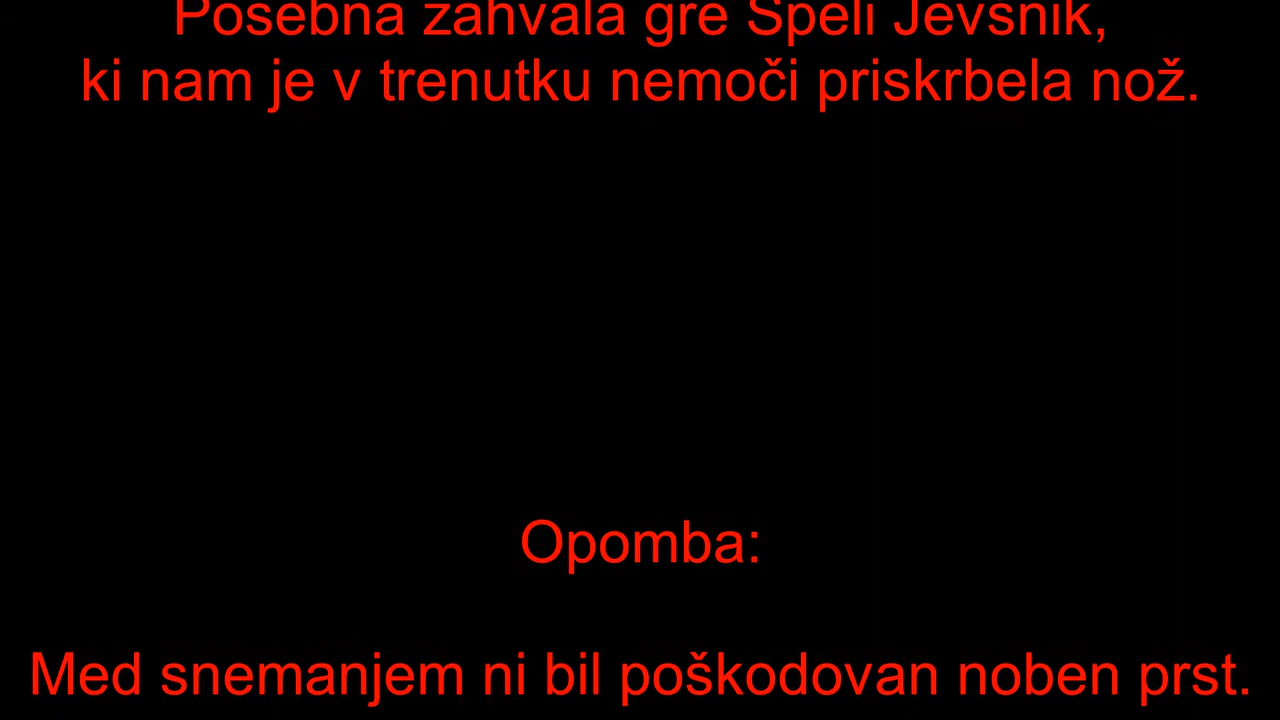 Posebna zahvala gre Špeli Jevšnik,
ki nam je v trenutku nemoči priskrbela nož.
Opomba:
Med snemanjem ni bil poškodovan noben prst.